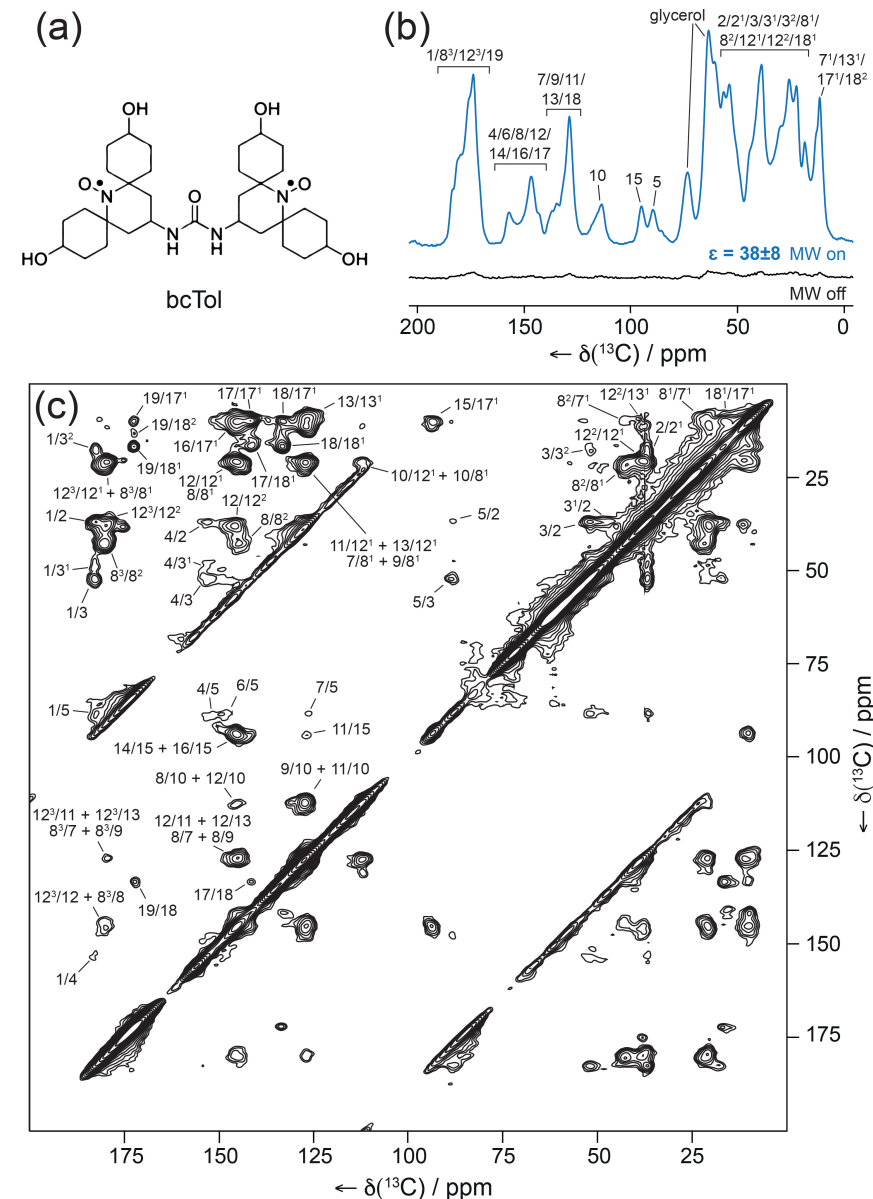 (a)
OH
OH
N
O
O
N
O
HO
N
H
N
H
OH
bcTol
(b)
glycerol
2/2¹/3/3¹/3²/8¹/
8²/12¹/12²/18¹
1/8³/12³/19
7/9/11/
13/18
7¹/13¹/
17¹/18²
4/6/8/12/
14/16/17
10
15
5
ε = 38±8 MW on
MW off
200
150
100
50
0
← δ(¹³C) / ppm
(c)
19/17¹
17/17¹
18/17¹
13/13¹
15/17¹
8²/7¹
12²/13¹
8¹/7¹
18¹/17¹
19/18²
1/3²
16/17¹
18/18¹
12²/12¹
2/2¹
19/18¹
3/3²
17/18¹
10/12¹ + 10/8¹
12³/12¹ + 8³/8¹
12/12¹
8/8¹
8²/8¹
12/12²
1/2
12³/12²
4/2
8/8²
5/2
3¹/2
3/2
11/12¹ + 13/12¹
7/8¹ + 9/8¹
4/3¹
1/3¹
8³/8²
4/3
5/3
1/3
25
50
75
100
125
150
175
1/5
4/5
6/5
7/5
11/15
14/15 + 16/15
8/10 + 12/10
9/10 + 11/10
12³/11 + 12³/13
8³/7 + 8³/9
12/11 + 12/13
8/7 + 8/9
17/18
12³/12 + 8³/8
19/18
1/4
← δ(¹³C) / ppm
175
150
125
100
75
50
25
← δ(¹³C) / ppm